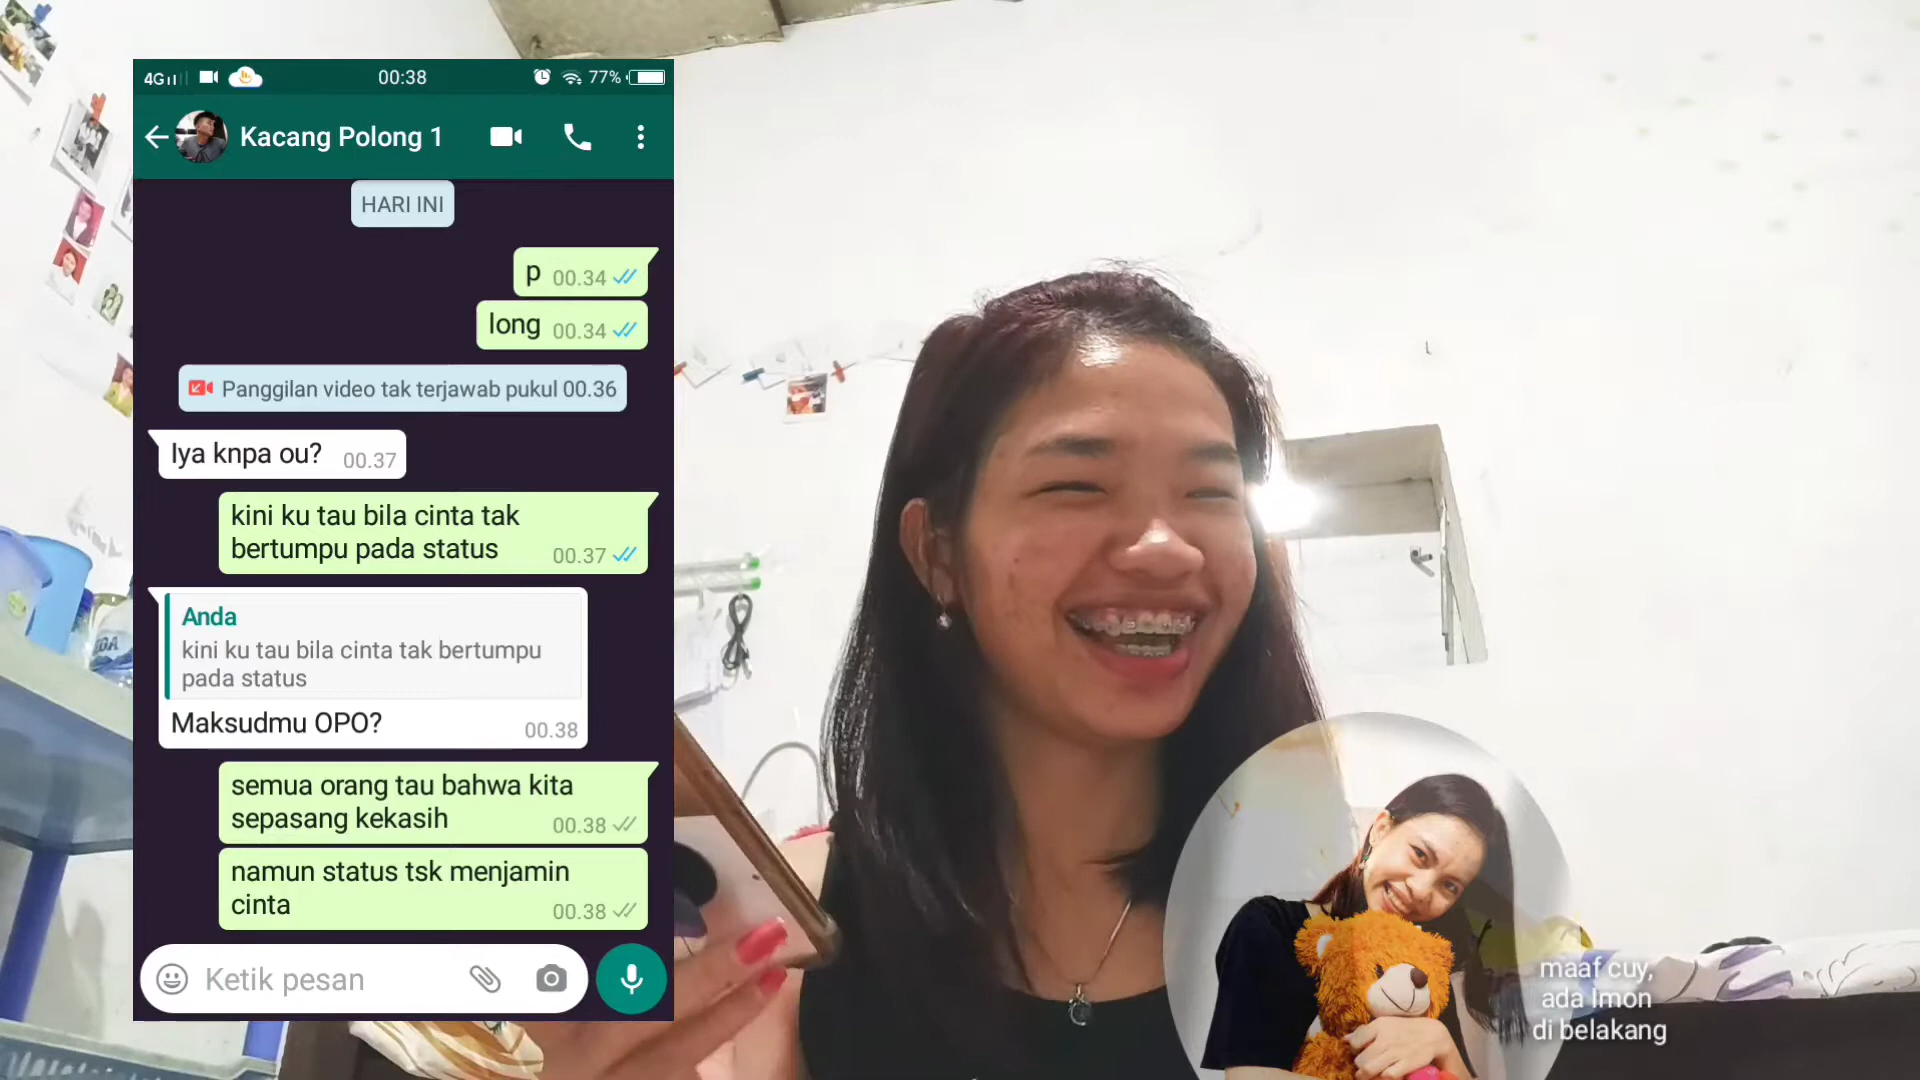 4G 00:38 77%
Kacang Polong 1
HARI INI
p 00.34
long 00.34
Panggilan video tak terjawab pukul 00.36
Iya knpa ou? 00.37
kini ku tau bila cinta tak
bertumpu pada status 00.37
Anda
kini ku tau bila cinta tak bertumpu
pada status
Maksudmu OPO? 00.38
semua orang tau bahwa kita
sepasang kekasih 00.38
namun status tsk menjamin
cinta 00.38
Ketik pesan
maaf cuy,
ada Imon
di belakang